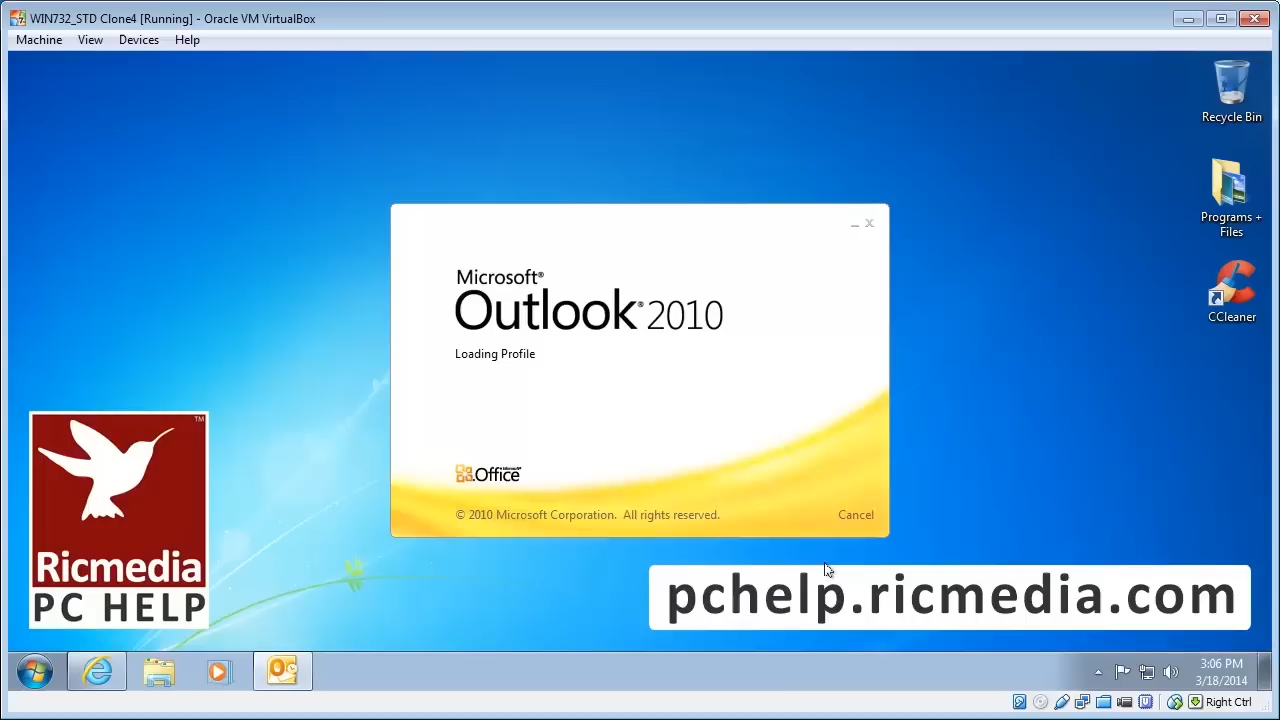 WIN732_STD Clone4 [Running] - Oracle VM VirtualBox
Machine View Devices Help
Recycle Bin
Programs +
Files
CCleaner
Microsoft®
Outlook® 2010
Loading Profile
Microsoft®
Office
© 2010 Microsoft Corporation. All rights reserved.
Cancel
TM
Ricmedia
PC HELP
pchelp.ricmedia.com
3:06 PM
3/18/2014
Right Ctrl